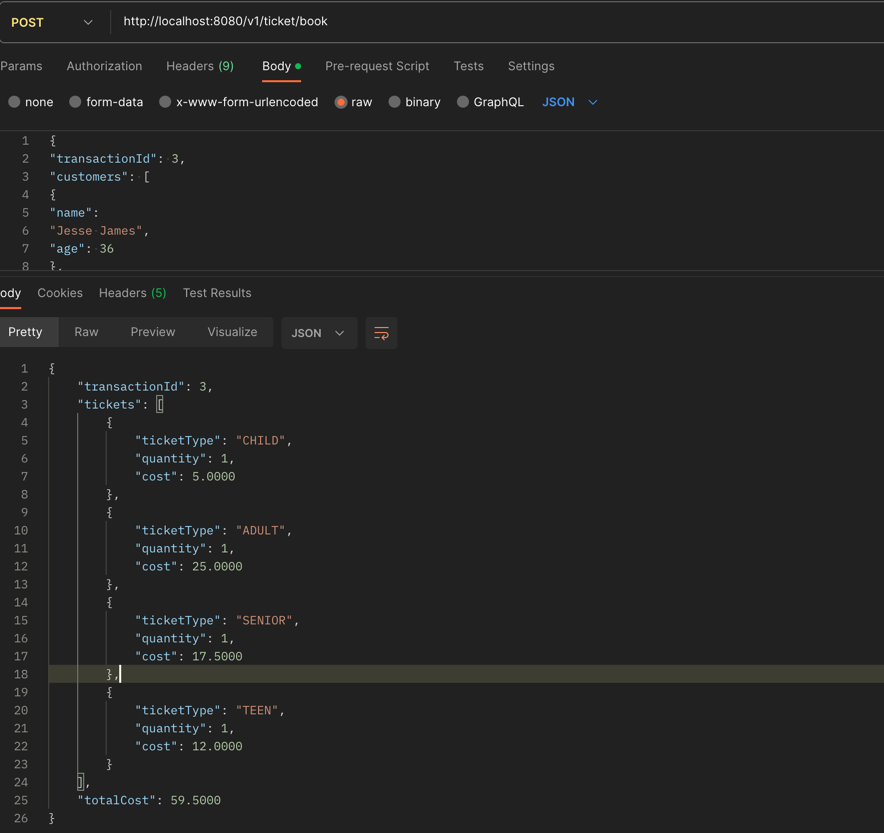 POST http://localhost:8080/v1/ticket/book
Params Authorization Headers (9) Body Pre-request Script Tests Settings
none form-data x-www-form-urlencoded raw binary GraphQL JSON
1 {
2 "transactionId": 3,
3 "customers": [
4 {
5 "name":
6 "Jesse James",
7 "age": 36
8 },
ody Cookies Headers (5) Test Results
Pretty Raw Preview Visualize JSON
1 {
2 "transactionId": 3,
3 "tickets": [
4 {
5 "ticketType": "CHILD",
6 "quantity": 1,
7 "cost": 5.0000
8 },
9 {
10 "ticketType": "ADULT",
11 "quantity": 1,
12 "cost": 25.0000
13 },
14 {
15 "ticketType": "SENIOR",
16 "quantity": 1,
17 "cost": 17.5000
18 },
19 {
20 "ticketType": "TEEN",
21 "quantity": 1,
22 "cost": 12.0000
23 }
24 ],
25 "totalCost": 59.5000
26 }